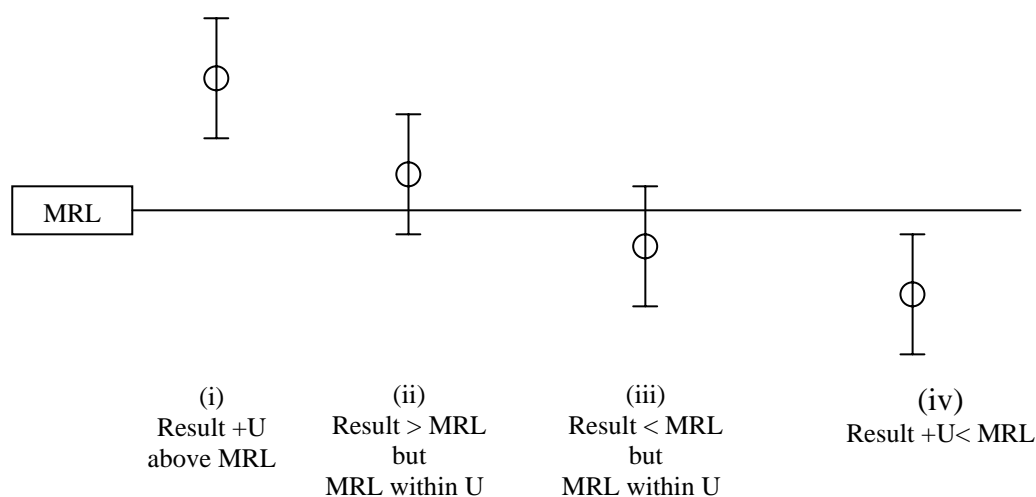 MRL
(i)
Result +U
above MRL
(ii)
Result > MRL
but
MRL within U
(iii)
Result < MRL
but
MRL within U
(iv)
Result +U< MRL